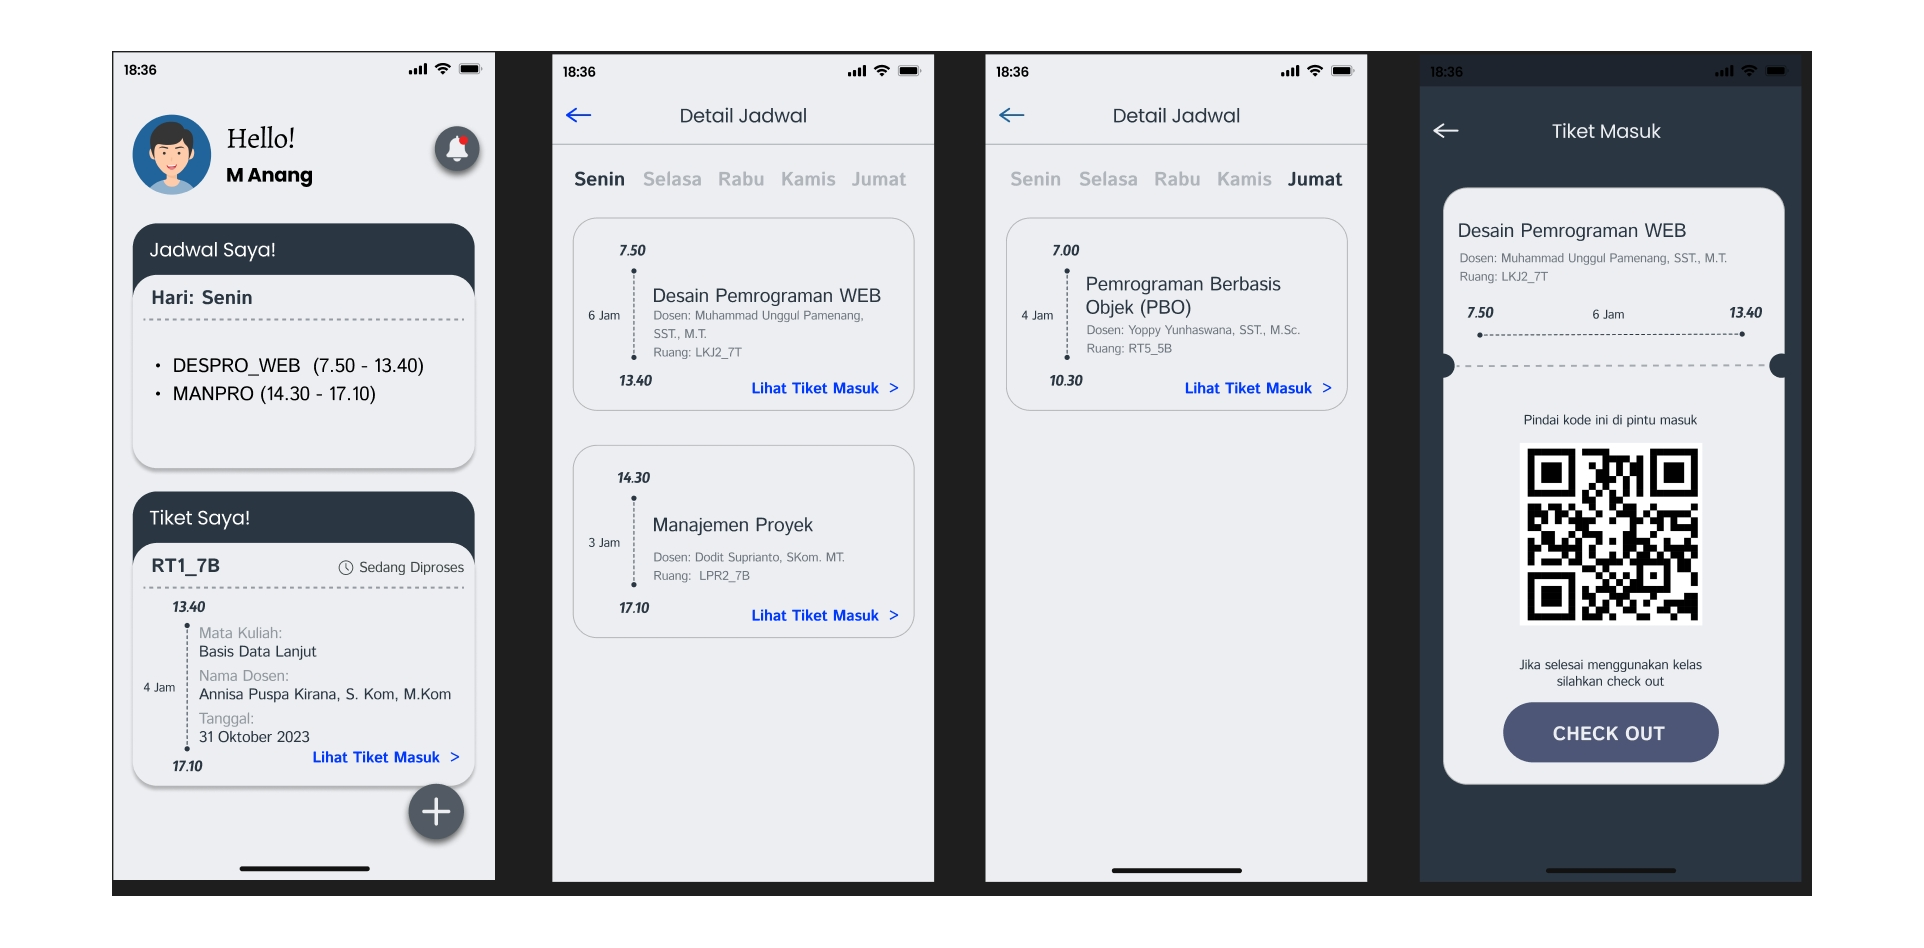 18:36
Hello!
M Anang
Jadwal Saya!
Hari: Senin
• DESPRO_WEB (7.50 - 13.40)
• MANPRO (14.30 - 17.10)
Tiket Saya!
RT1_7B
Sedang Diproses
13.40
Mata Kuliah:
Basis Data Lanjut
Nama Dosen:
4 Jam
Annisa Puspa Kirana, S. Kom, M.Kom
Tanggal:
31 Oktober 2023
Lihat Tiket Masuk >
17.10
18:36
Detail Jadwal
Senin Selasa Rabu Kamis Jumat
7.50
Desain Pemrograman WEB
6 Jam
Dosen: Muhammad Unggul Pamenang,
SST., M.T.
Ruang: LKJ2_7T
13.40
Lihat Tiket Masuk >
14.30
Manajemen Proyek
3 Jam
Dosen: Dodit Suprianto, SKom. MT.
Ruang: LPR2_7B
17.10
Lihat Tiket Masuk >
18:36
Detail Jadwal
Senin Selasa Rabu Kamis Jumat
7.00
Pemrograman Berbasis
Objek (PBO)
4 Jam
Dosen: Yoppy Yunhaswana, SST., M.Sc.
Ruang: RT5_5B
10.30
Lihat Tiket Masuk >
18:36
Tiket Masuk
Desain Pemrograman WEB
Dosen: Muhammad Unggul Pamenang, SST., M.T.
Ruang: LKJ2_7T
7.50 6 Jam 13.40
Pindai kode ini di pintu masuk
Jika selesai menggunakan kelas
silahkan check out
CHECK OUT